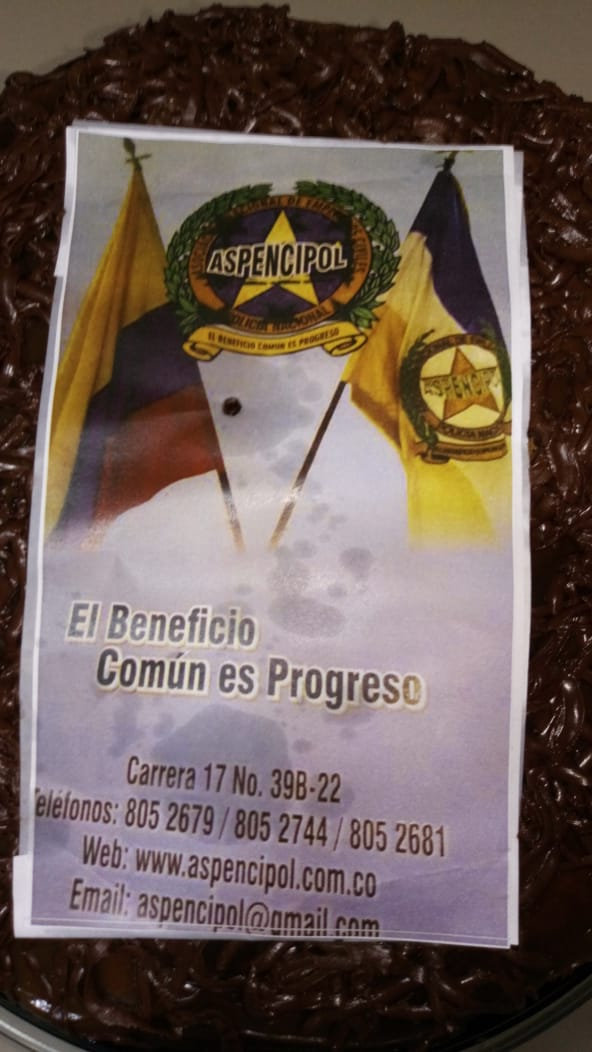 ASPENCIPOL
POLICIA NACIONAL
EL BENEFICIO COMUN ES PROGRESO
ASPENCIPOL
El Beneficio
Común es Progreso
Carrera 17 No. 39B-22
Teléfonos: 805 2679 / 805 2744 / 805 2681
Web: www.aspencipol.com.co
Email: aspencipol@gmail.com